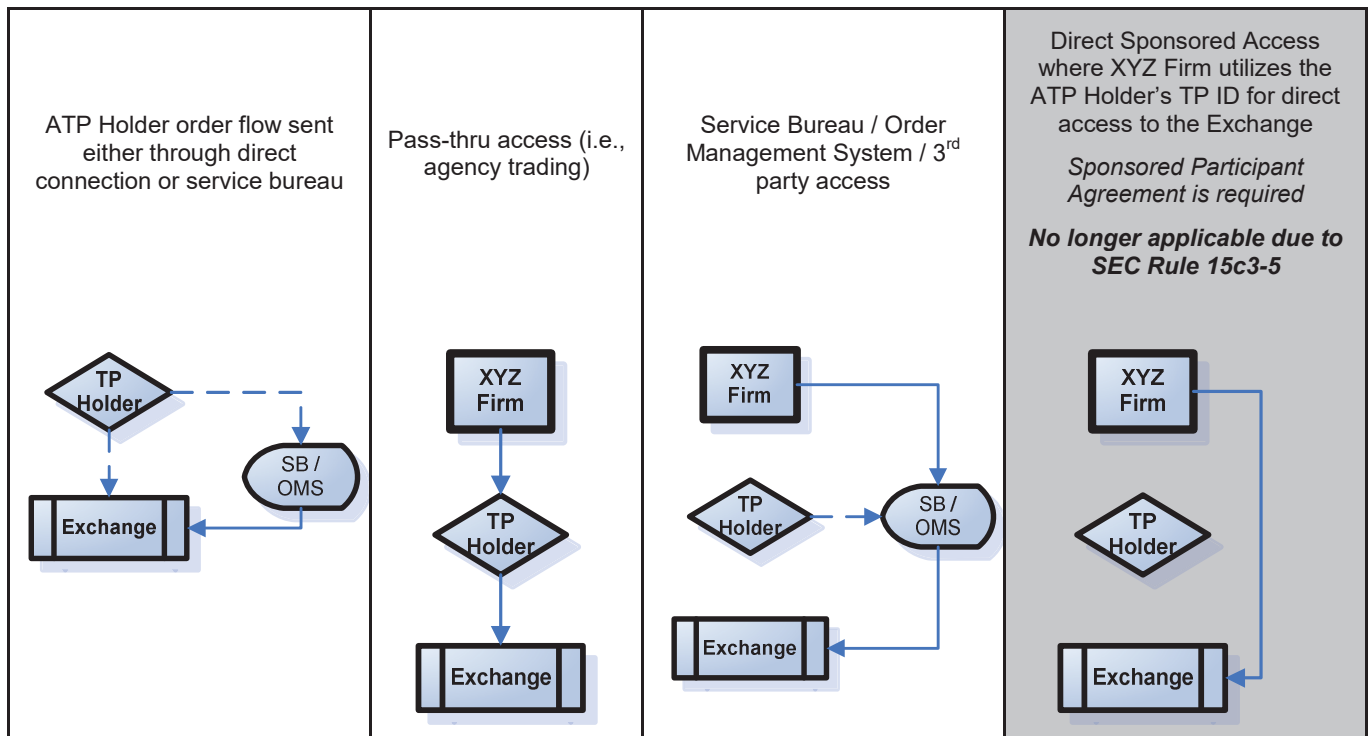 ATP Holder order flow sent
either through direct
connection or service bureau
TP
Holder
SB /
OMS
Exchange
Pass-thru access (i.e.,
agency trading)
XYZ
Firm
TP
Holder
Exchange
Service Bureau / Order
Management System / 3rd
party access
XYZ
Firm
TP
Holder
SB /
OMS
Exchange
Direct Sponsored Access
where XYZ Firm utilizes the
ATP Holder’s TP ID for direct
access to the Exchange
Sponsored Participant
Agreement is required
No longer applicable due to
SEC Rule 15c3-5
XYZ
Firm
TP
Holder
Exchange